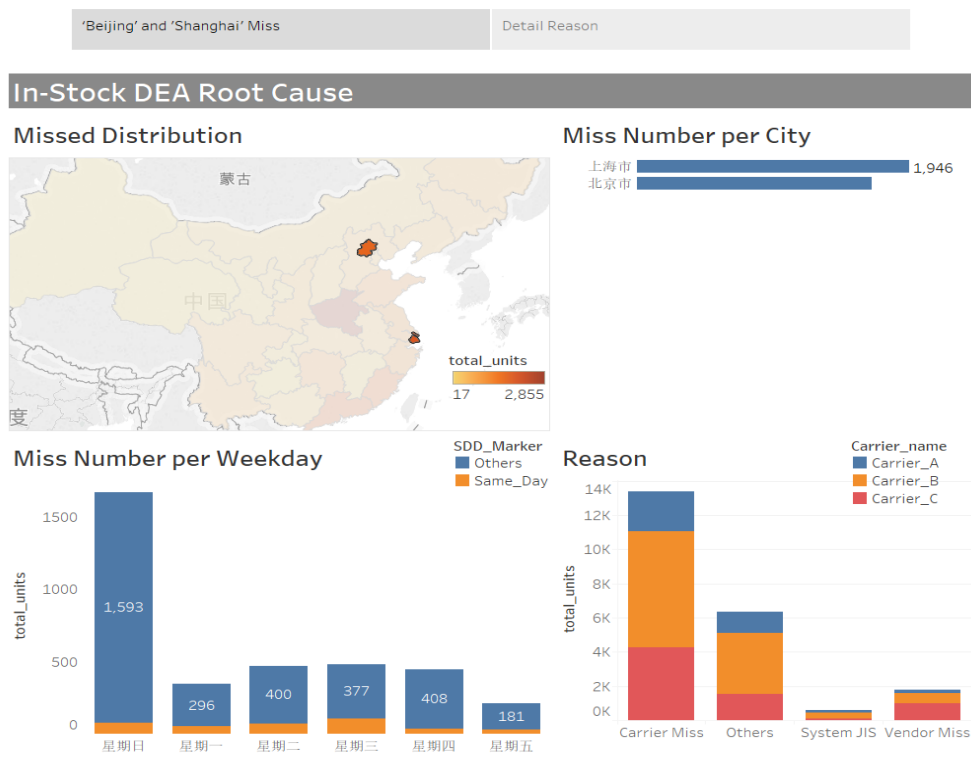 ‘Beijing’ and ‘Shanghai’ Miss
Detail Reason
In-Stock DEA Root Cause
Missed Distribution
蒙古
中国
度
total_units
17 2,855
Miss Number per City
上海市 1,946
北京市
Miss Number per Weekday
SDD_Marker
Others
Same_Day
total_units
1500
1000
500
0
1,593
296
400
377
408
181
星期日 星期一 星期二 星期三 星期四 星期五
Reason
Carrier_name
Carrier_A
Carrier_B
Carrier_C
total_units
14K
12K
10K
8K
6K
4K
2K
0K
Carrier Miss Others System JIS Vendor Miss